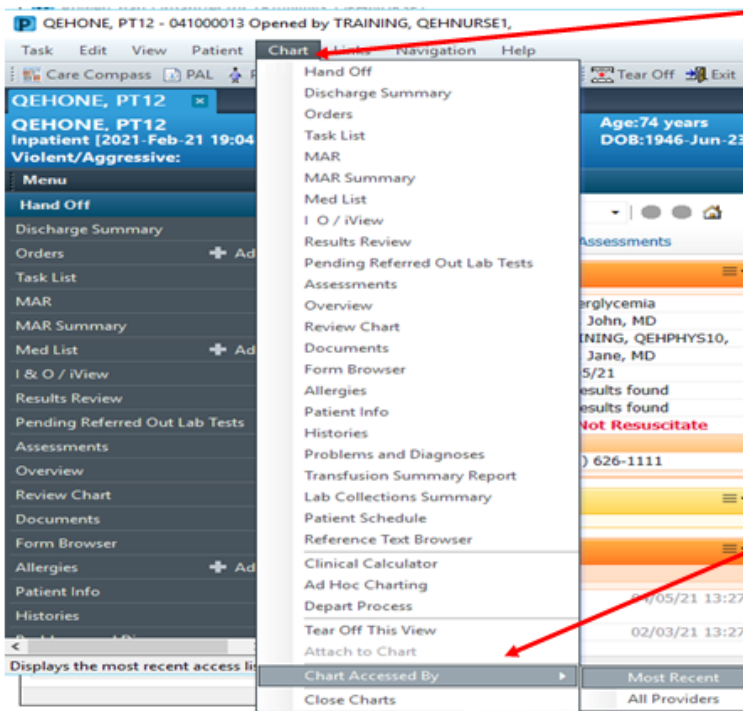 QEHONE, PT12 - 041000013 Opened by TRAINING, QEHNURSE1,
Task Edit View Patient Chart Links Navigation Help
Care Compass PAL Tear Off Exit
QEHONE, PT12
QEHONE, PT12 Age:74 years
Inpatient [2021-Feb-21 19:04 DOB:1946-Jun-23
Violent/Aggressive:
Menu
Hand Off
Discharge Summary
Orders Ad
Task List
MAR
MAR Summary
Med List Ad
I & O / iView
Results Review
Pending Referred Out Lab Tests
Assessments
Overview
Review Chart
Documents
Form Browser
Allergies Ad
Patient Info
Histories
Displays the most recent access li
Hand Off
Discharge Summary
Orders
Task List
MAR
MAR Summary
Med List
I O / iView
Results Review
Pending Referred Out Lab Tests
Assessments
Overview
Review Chart
Documents
Form Browser
Allergies
Patient Info
Histories
Problems and Diagnoses
Transfusion Summary Report
Lab Collections Summary
Patient Schedule
Reference Text Browser
Clinical Calculator
Ad Hoc Charting
Depart Process
Tear Off This View
Attach to Chart
Chart Accessed By
Close Charts
Most Recent
All Providers
Assessments
erglycemia
John, MD
INING, QEHPHYS10,
Jane, MD
5/21
esults found
esults found
Not Resuscitate
) 626-1111
04/05/21 13:27
02/03/21 13:27